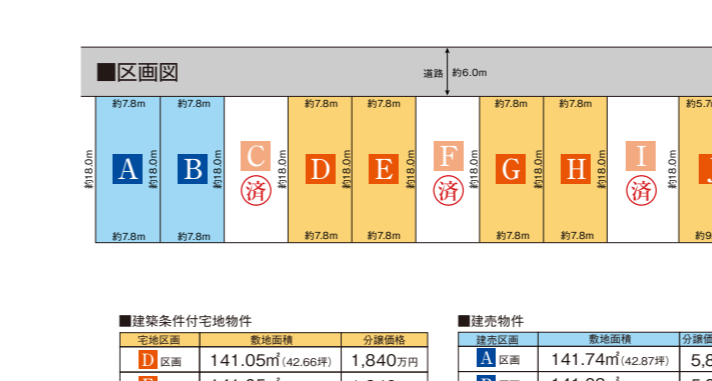 ■区画図
道路 約6.0m
約7.8m 約7.8m 約7.8m 約7.8m 約7.8m 約7.8m
約18.0m A 約18.0m B 約18.0m C 約18.0m D 約18.0m E 約18.0m F 約18.0m G 約18.0m H 約18.0m I 約18.0m
済 済 済
約7.8m 約7.8m 約7.8m 約7.8m 約7.8m 約7.8m
■建築条件付宅地物件
宅地区画 敷地面積 分譲価格
D 区画 141.05㎡(42.66坪) 1,840万円
■建売物件
建売区画 敷地面積
A 区画 141.74㎡(42.87坪)